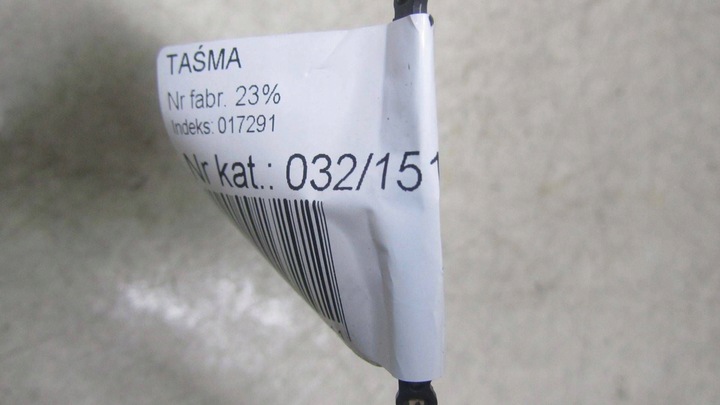 TAŚMA
Nr fabr. 23%
Indeks: 017291
Nr kat.: 032/151